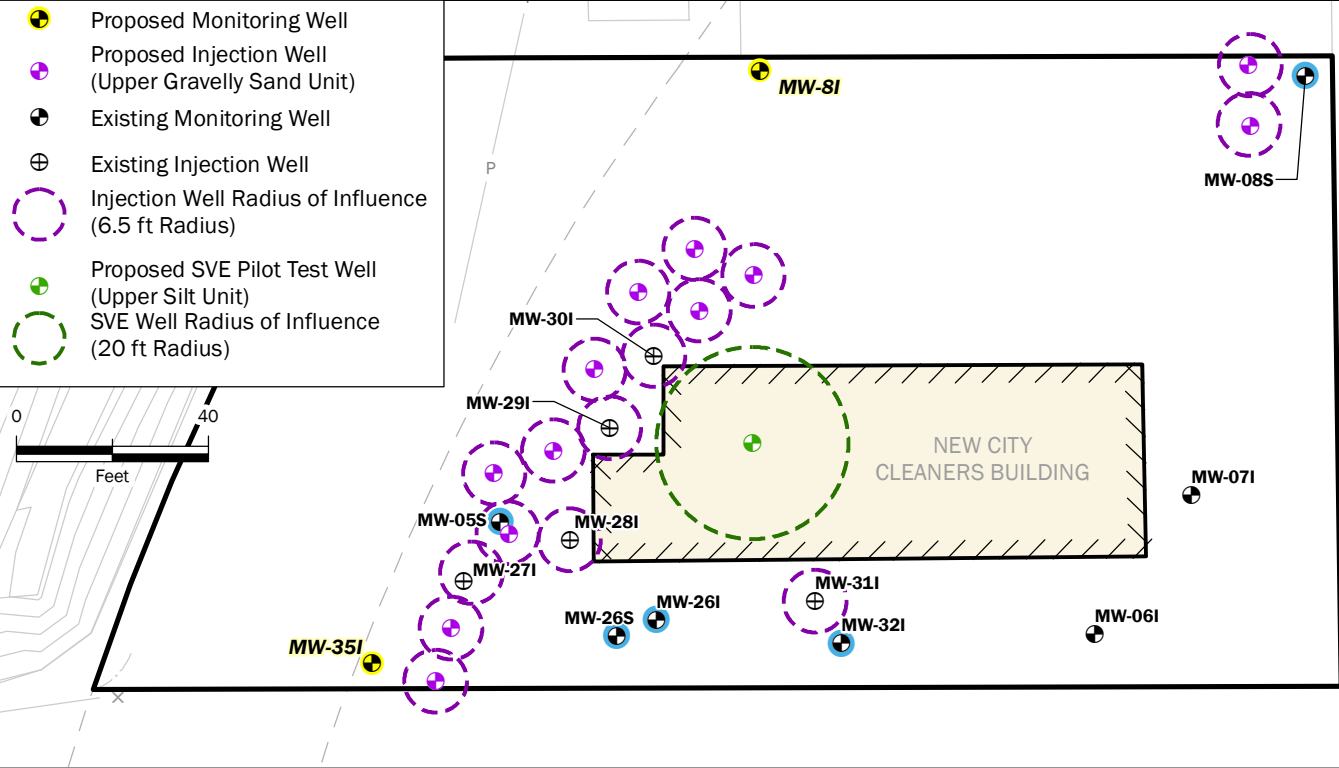 Proposed Monitoring Well
Proposed Injection Well
(Upper Gravelly Sand Unit)
Existing Monitoring Well
Existing Injection Well
Injection Well Radius of Influence
(6.5 ft Radius)
Proposed SVE Pilot Test Well
(Upper Silt Unit)
SVE Well Radius of Influence
(20 ft Radius)
0 40
Feet
MW-8I
MW-08S
P
MW-30I
MW-29I
NEW CITY
CLEANERS BUILDING
MW-07I
MW-05S
MW-28I
MW-27I
MW-31I
MW-26I
MW-26S
MW-32I
MW-06I
MW-35I